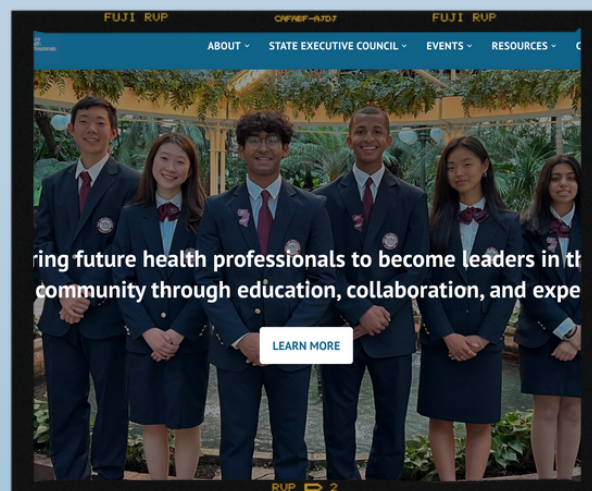 FUJI RVP
CAFAEF-AJDJ
FUJI RVP
ABOUT
STATE EXECUTIVE COUNCIL
EVENTS
RESOURCES
ring future health professionals to become leaders in th
community through education, collaboration, and expe
LEARN MORE
RVP
2